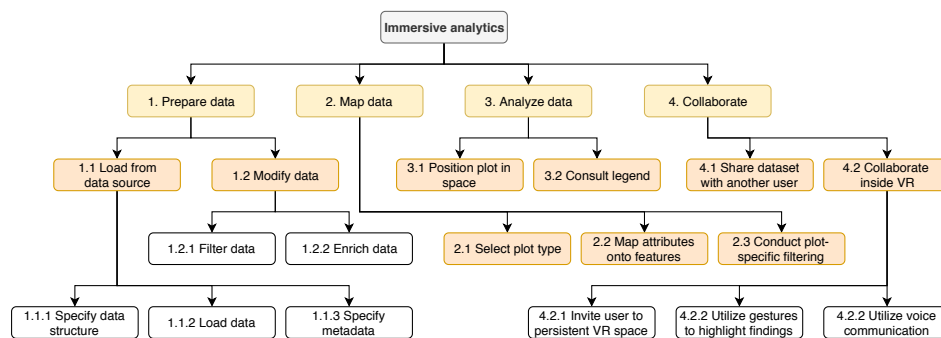 Immersive analytics
1. Prepare data
2. Map data
3. Analyze data
4. Collaborate
1.1 Load from
data source
1.2 Modify data
3.1 Position plot in
space
3.2 Consult legend
4.1 Share dataset
with another user
4.2 Collaborate
inside VR
1.2.1 Filter data
1.2.2 Enrich data
2.1 Select plot type
2.2 Map attributes
onto features
2.3 Conduct plot-
specific filtering
1.1.1 Specify data
structure
1.1.2 Load data
1.1.3 Specify
metadata
4.2.1 Invite user to
persistent VR space
4.2.2 Utilize gestures
to highlight findings
4.2.2 Utilize voice
communication